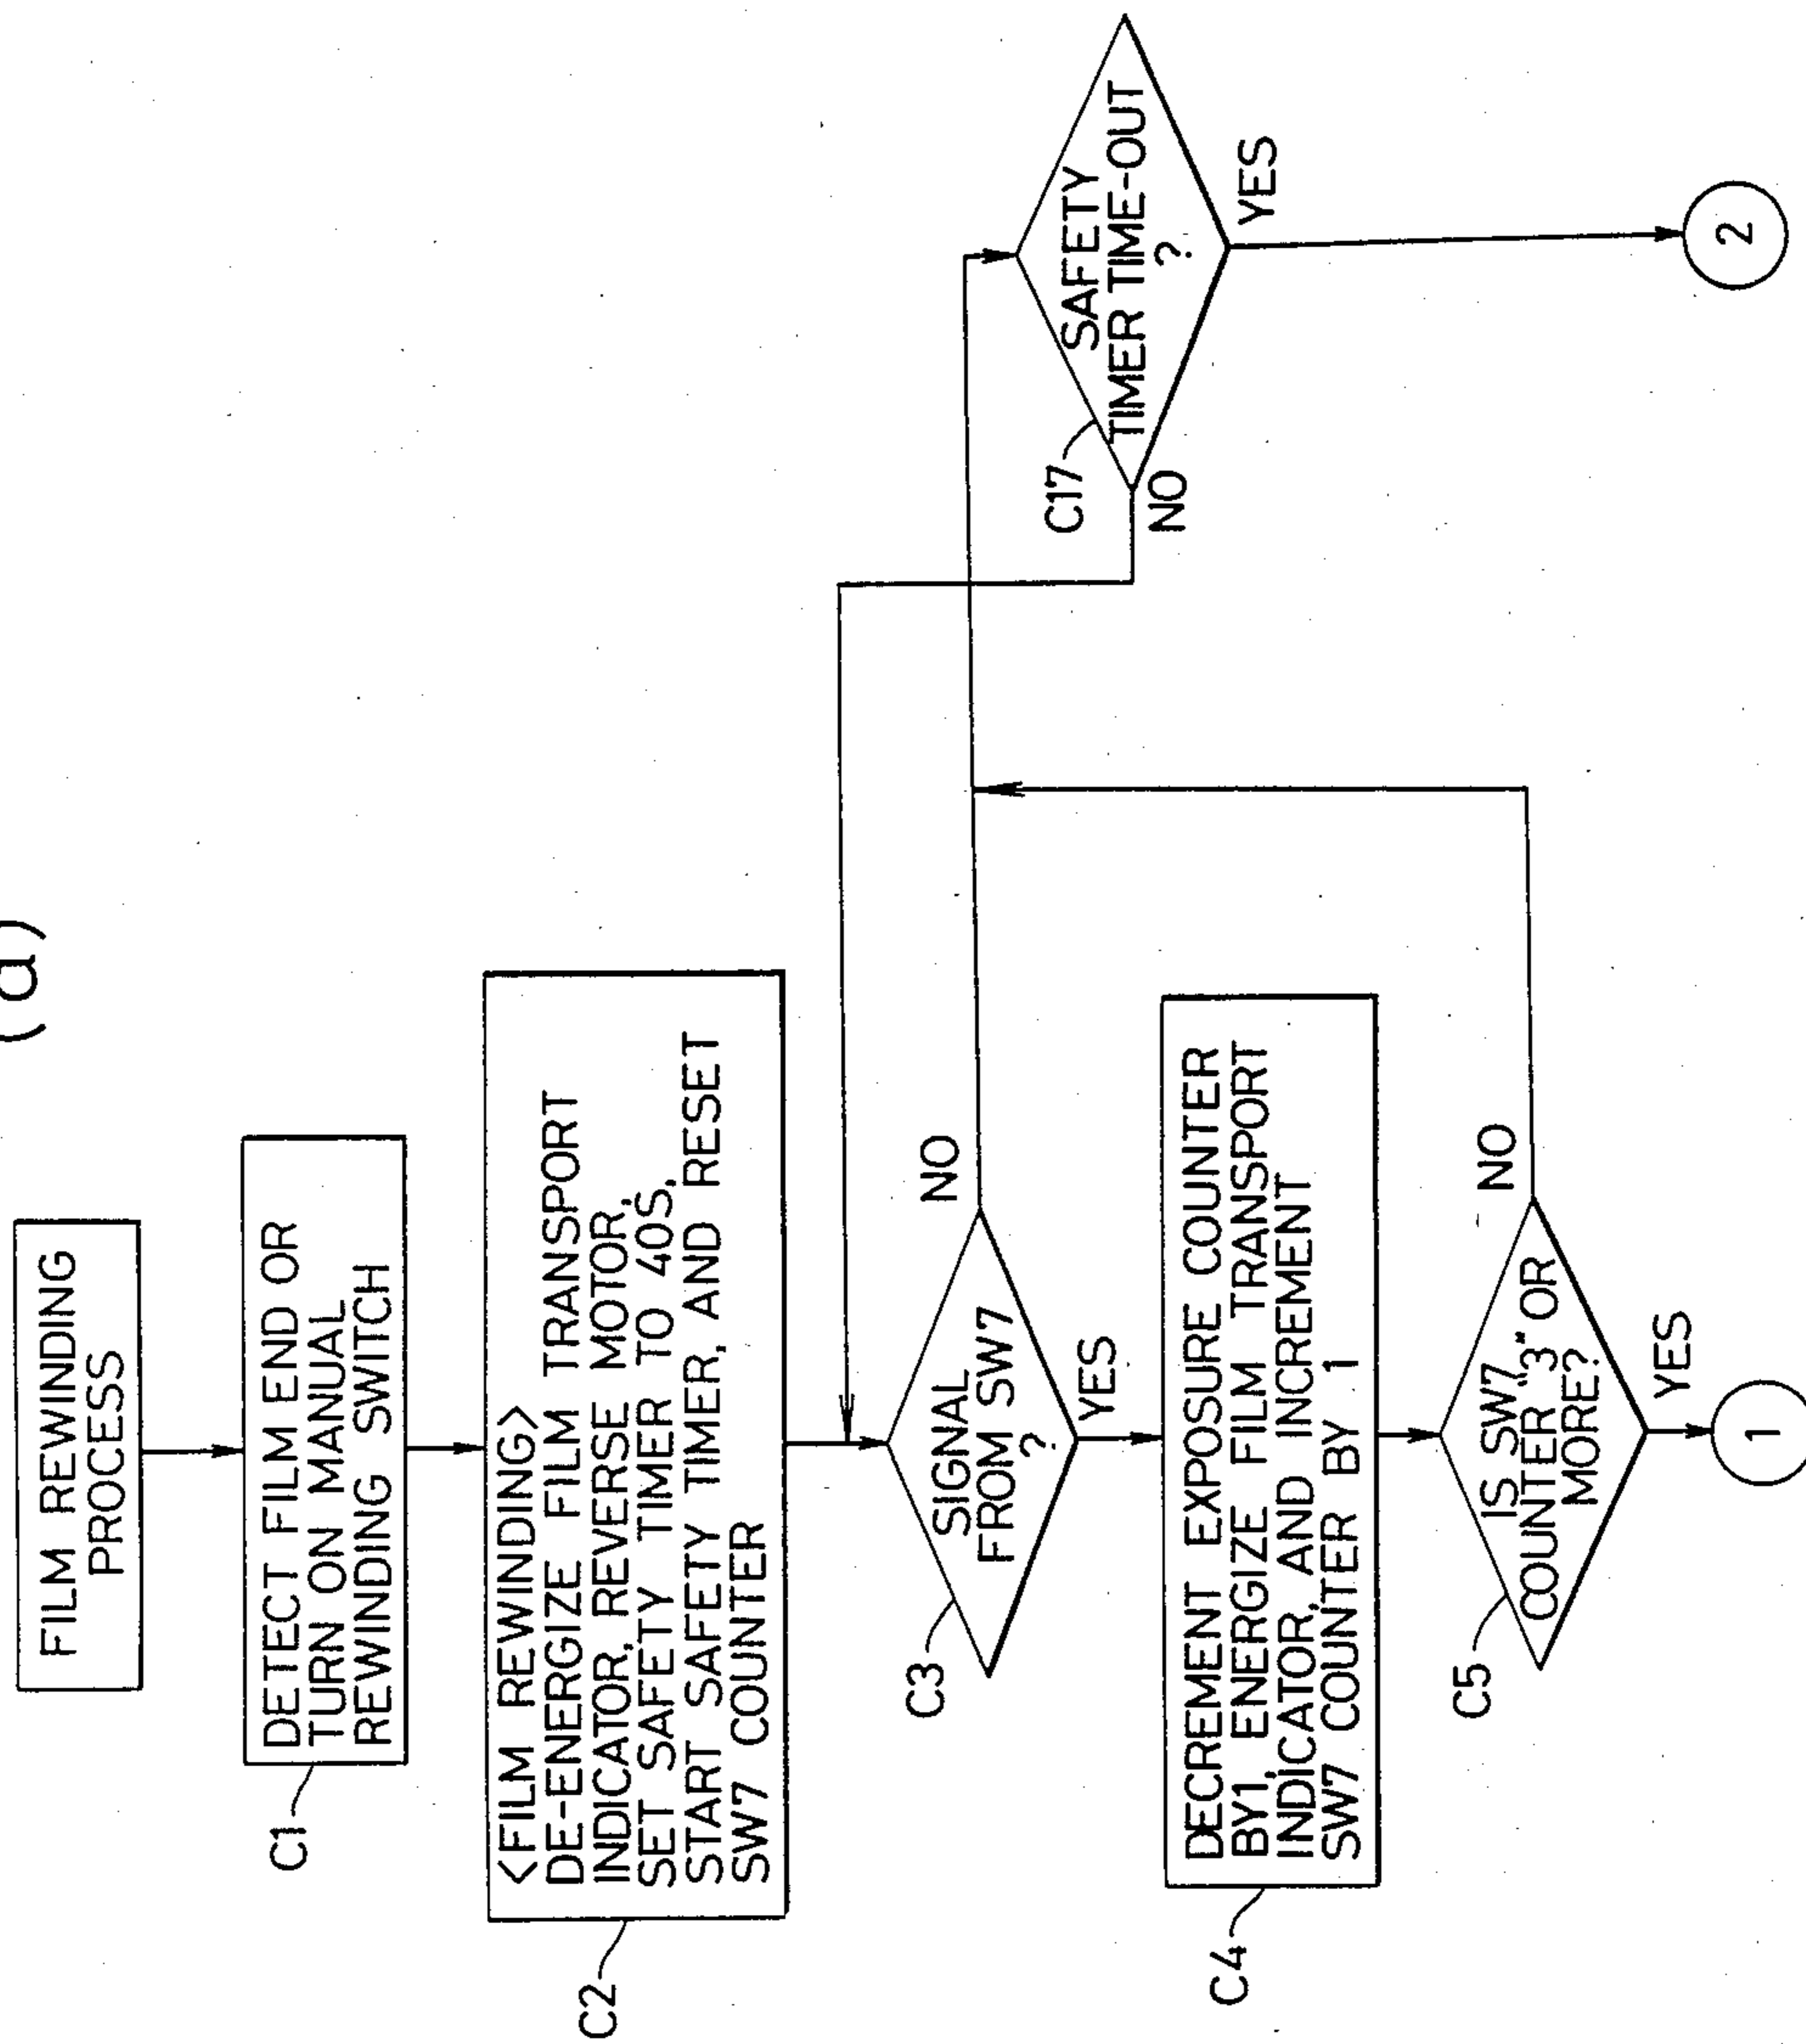 (a)
FILM REWINDING
PROCESS
C1
DETECT FILM END OR
TURN ON MANUAL
REWINDING SWITCH
C2
<FILM REWINDING>
DE-ENERGIZE FILM TRANSPORT
INDICATOR, REVERSE MOTOR,
SET SAFETY TIMER TO 40S,
START SAFETY TIMER, AND RESET
SW7 COUNTER
C3
SIGNAL
FROM SW7
?
NO
YES
C17
SAFETY
TIMER TIME-OUT
?
NO
YES
2
C4
DECREMENT EXPOSURE COUNTER
BY1, ENERGIZE FILM TRANSPORT
INDICATOR, AND INCREMENT
SW7 COUNTER BY 1
C5
IS SW7
COUNTER "3" OR
MORE?
NO
YES
1